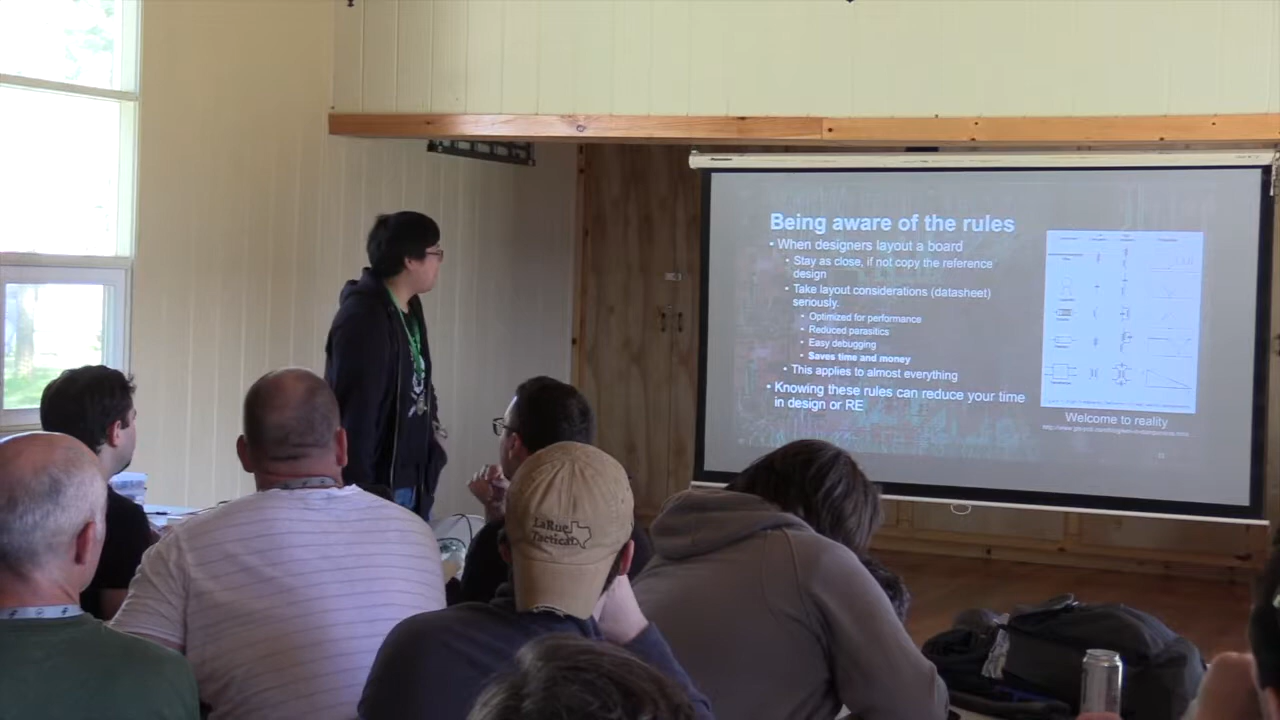 Being aware of the rules
• When designers layout a board
• Stay as close, if not copy the reference
design
• Take layout considerations (datasheet)
seriously.
• Optimized for performance
• Reduced parasitics
• Easy debugging
• Saves time and money
• This applies to almost everything
• Knowing these rules can reduce your time
in design or RE
Welcome to reality
LaRue
Tactical